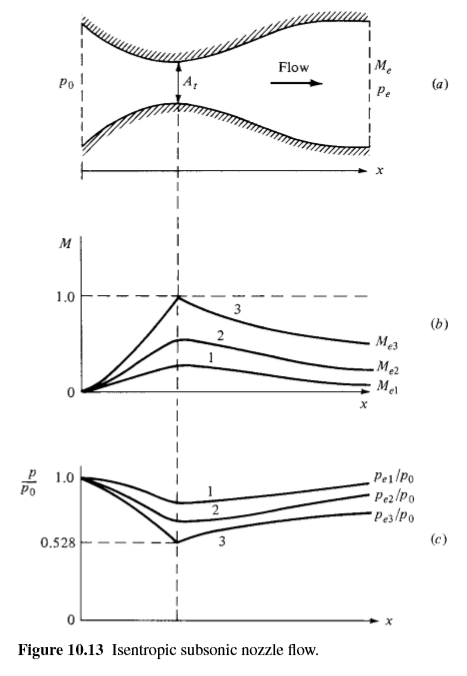 p0
At
Flow
Me
pe
(a)
x
M
1.0
3
2
1
0
Me3
Me2
Me1
x
(b)
p
p0
1.0
1
2
3
0.528
0
pe1/p0
pe2/p0
pe3/p0
x
(c)
Figure 10.13 Isentropic subsonic nozzle flow.